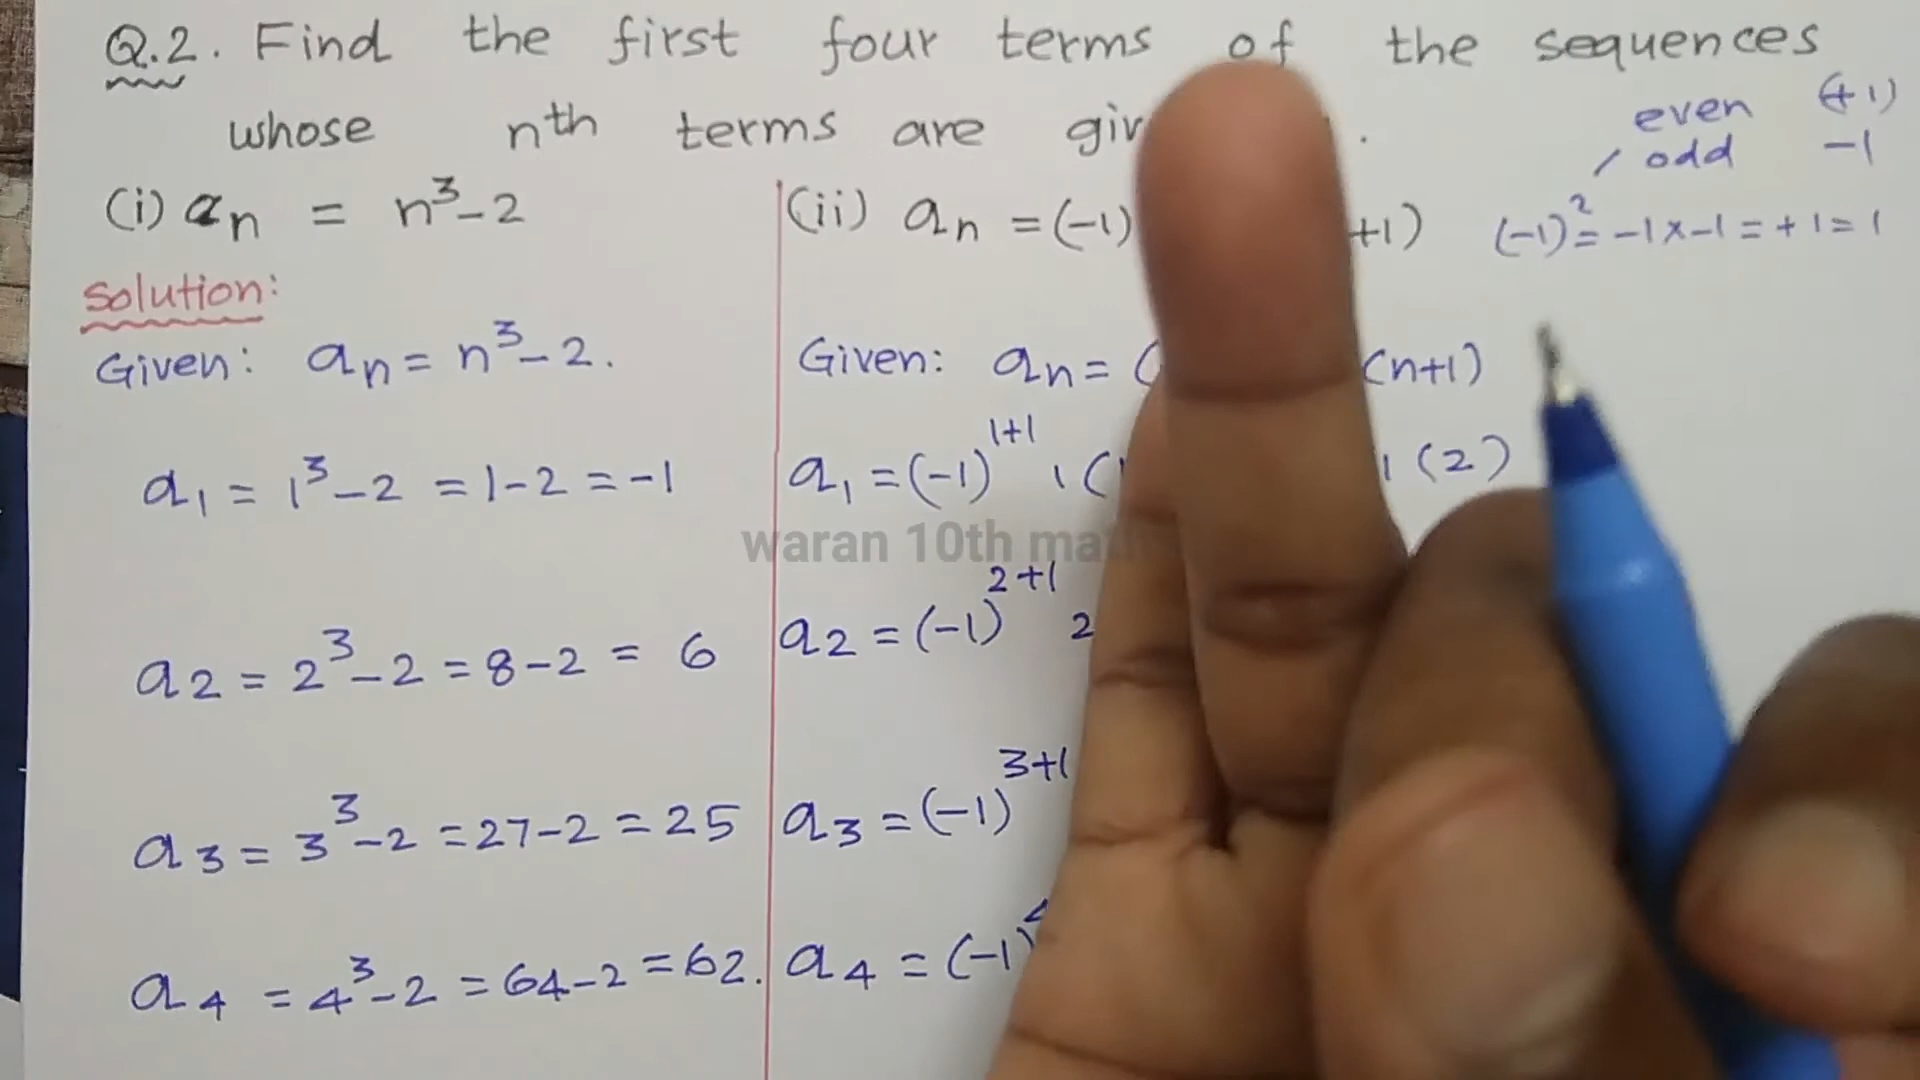 Q.2. Find the first four terms of the sequences
whose nth terms are .
even (+1)
odd -1
(i) an = n³-2
(ii) an = (-1) +1)
(-1)² = -1x-1 = +1 = 1
Solution:
Given: an = n³-2.
Given: an = ( (n+1)
a1 = 1³-2 = 1-2 = -1
a1 = (-1)¹⁺¹ 1 ( 1 (2)
waran 10th
a2 = 2³-2 = 8-2 = 6
a2 = (-1)²⁺¹ 2
a3 = 3³-2 = 27-2 = 25
a3 = (-1)³⁺¹
a4 = 4³-2 = 64-2 = 62.
a4 = (-1)